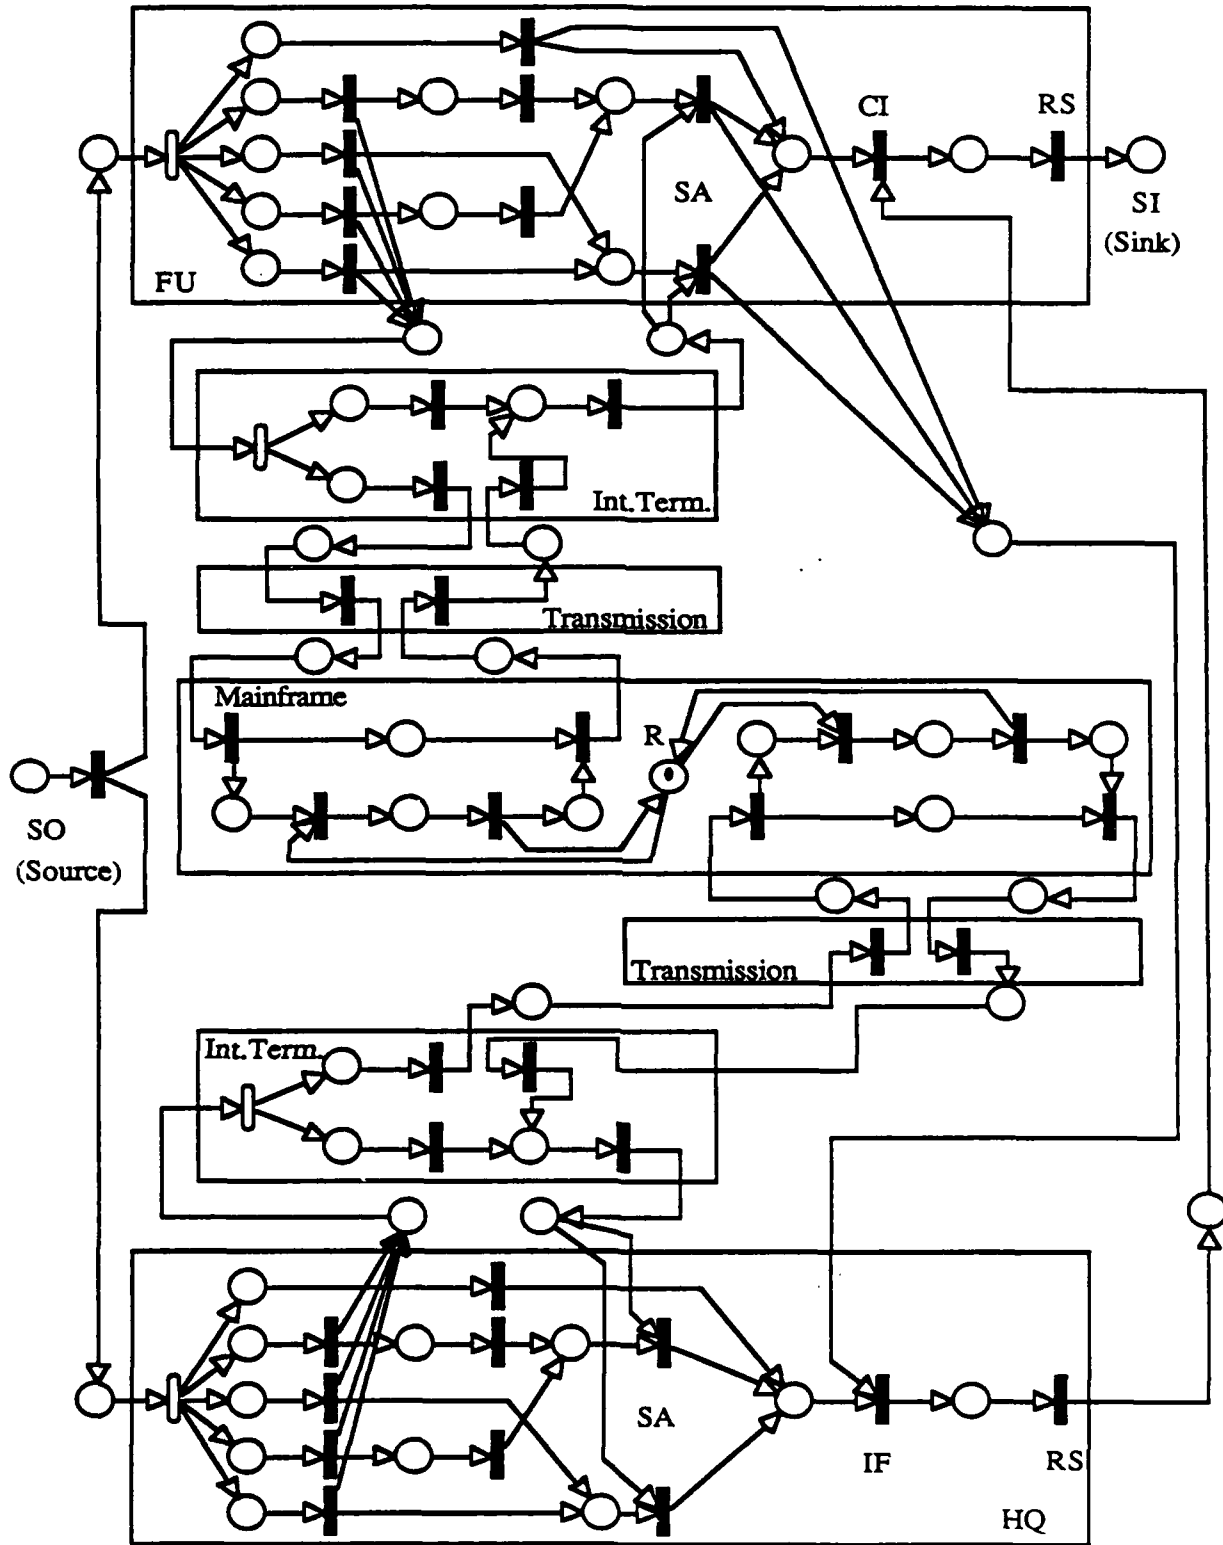 CI
RS
SA
SI
(Sink)
FU
Int.Term.
Transmission
Mainframe
R
SO
(Source)
Transmission
Int.Term.
SA
IF
RS
HQ